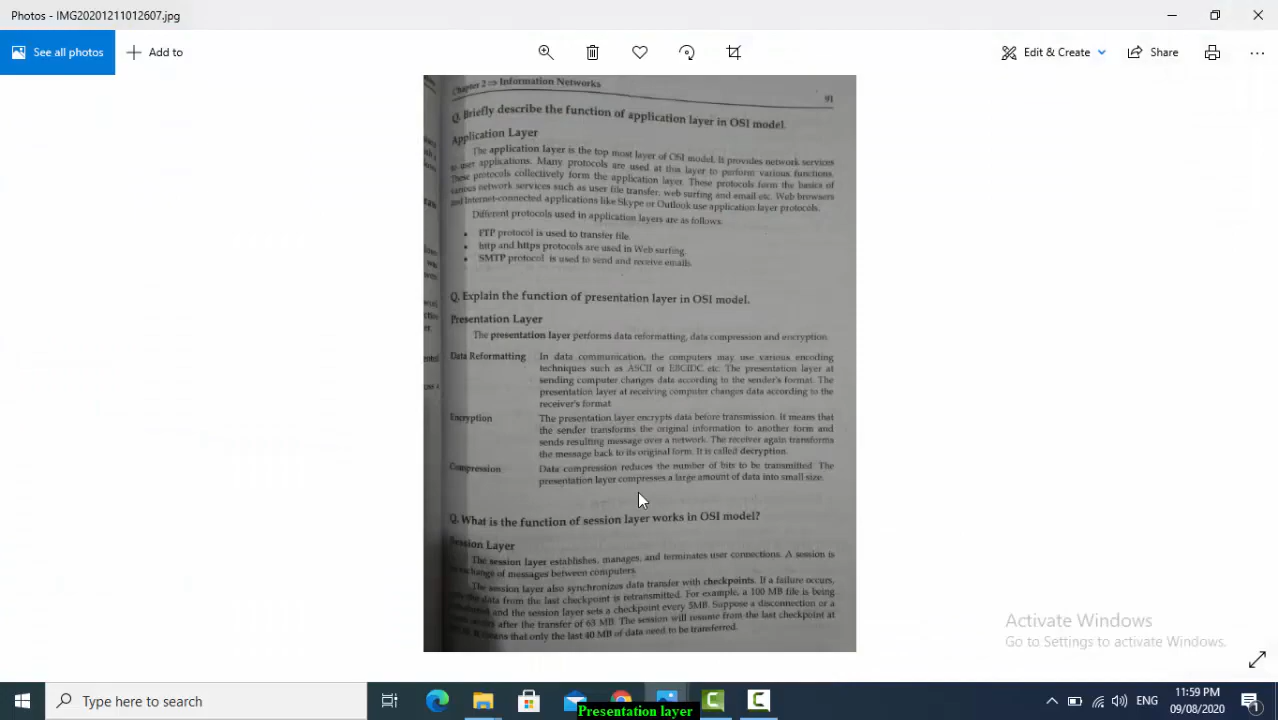 Photos - IMG20201211012607.jpg
See all photos
Add to
Edit & Create
Share
Chapter 2 ⇒ Information Networks
91
Q. Briefly describe the function of application layer in OSI model.
Application Layer
The application layer is the top most layer of OSI model. It provides network services
to user applications. Many protocols are used at this layer to perform various functions.
These protocols collectively form the application layer. These protocols form the basics of
various network services such as user file transfer, web surfing and email etc. Web browsers
and Internet-connected applications like Skype or Outlook use application layer protocols.
Different protocols used in application layers are as follows:
• FTP protocol is used to transfer file.
• http and https protocols are used in Web surfing.
• SMTP protocol is used to send and receive emails.
Q. Explain the function of presentation layer in OSI model.
Presentation Layer
The presentation layer performs data reformatting, data compression and encryption.
Data Reformatting In data communication, the computers may use various encoding
techniques such as ASCII or EBCIDC etc. The presentation layer at
sending computer changes data according to the sender's format. The
presentation layer at receiving computer changes data according to the
receiver's format.
Encryption The presentation layer encrypts data before transmission. It means that
the sender transforms the original information to another form and
sends resulting message over a network. The receiver again transforms
the message back to its original form. It is called decryption.
Compression Data compression reduces the number of bits to be transmitted. The
presentation layer compresses a large amount of data into small size.
Q. What is the function of session layer works in OSI model?
Session Layer
The session layer establishes, manages, and terminates user connections. A session is
exchange of messages between computers.
The session layer also synchronizes data transfer with checkpoints. If a failure occurs,
only the data from the last checkpoint is retransmitted. For example, a 100 MB file is being
and the session layer sets a checkpoint every 5MB. Suppose a disconnection or a
after the transfer of 63 MB. The session will resume from the last checkpoint at
It means that only the last 40 MB of data need to be transferred.
Activate Windows
Go to Settings to activate Windows.
Type here to search
Presentation layer
ENG
11:59 PM
09/08/2020
1